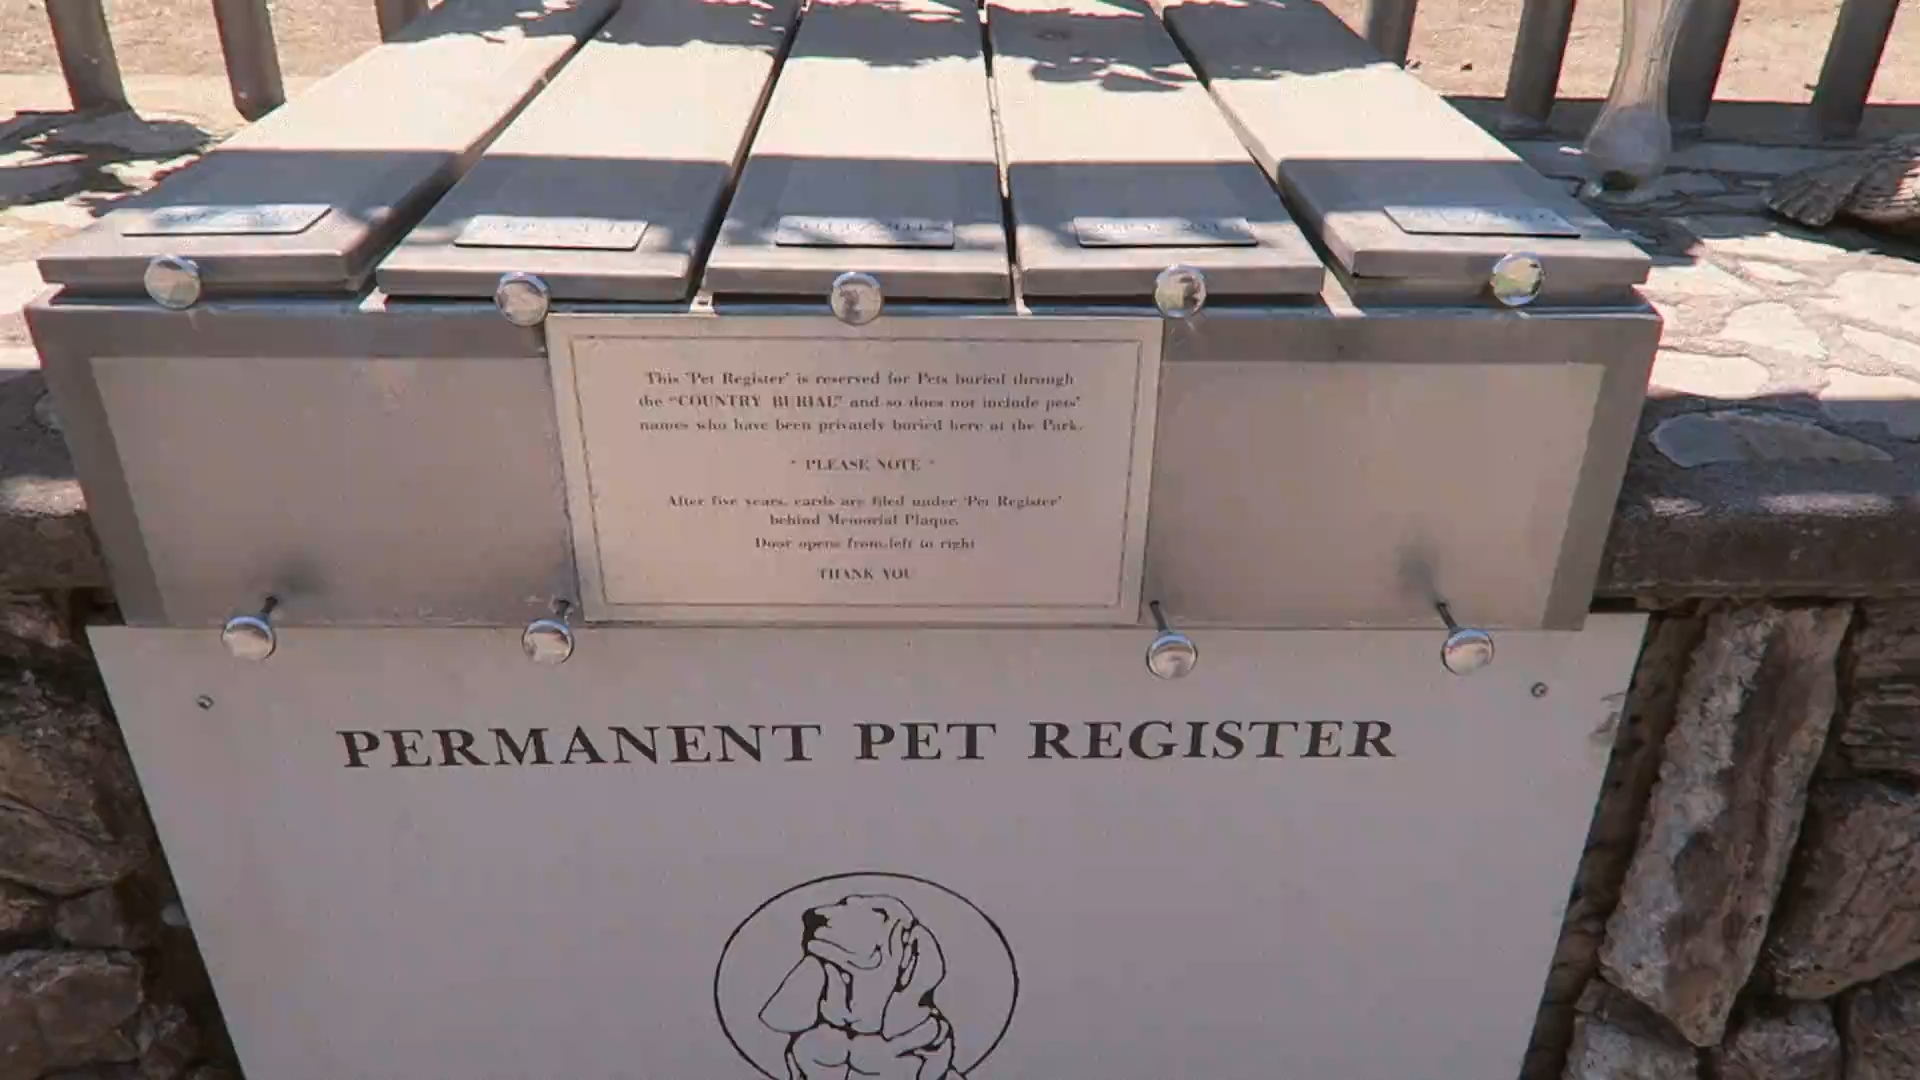 This 'Pet Register' is reserved for Pets buried through
the "COUNTRY BURIAL" and so does not include pets'
names who have been privately buried here at the Park.
* PLEASE NOTE *
After five years, cards are filed under 'Pet Register'
behind Memorial Plaque.
Door opens from left to right
THANK YOU
PERMANENT PET REGISTER